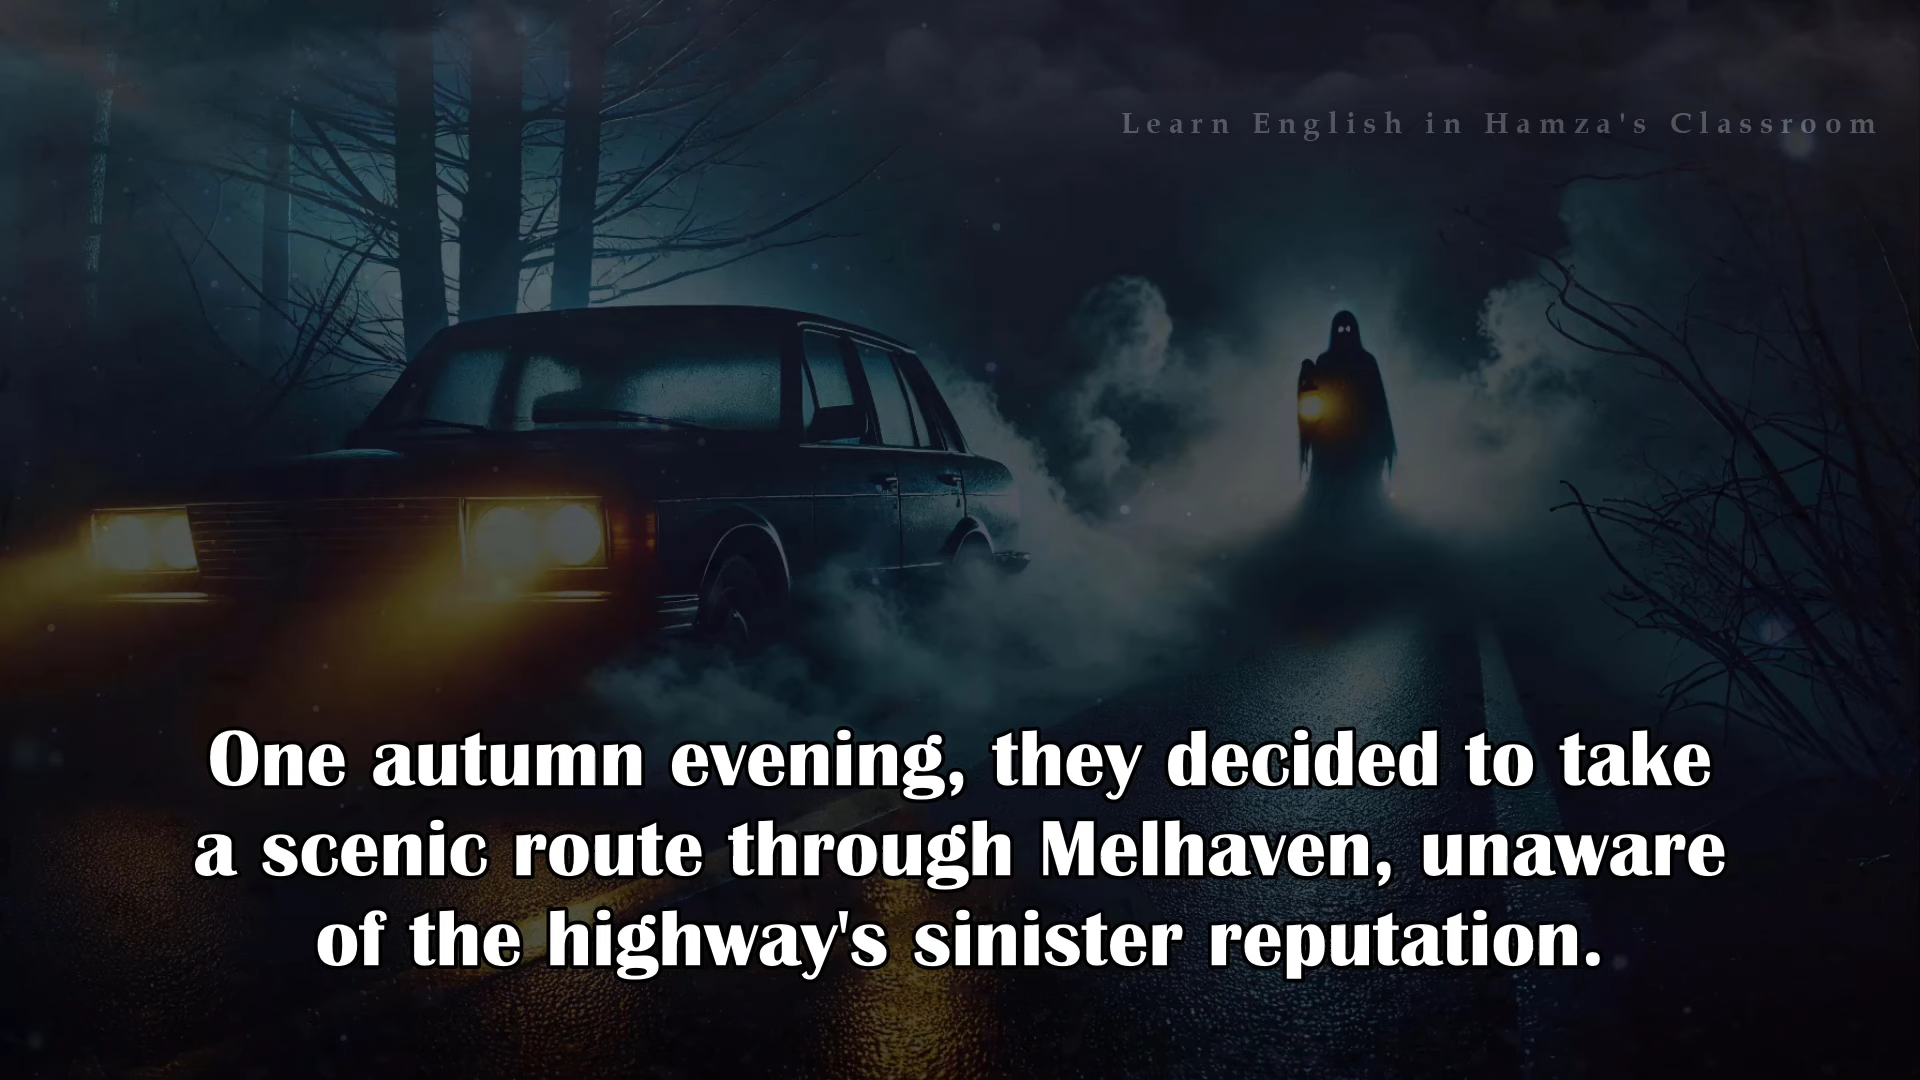 Learn English in Hamza's Classroom
One autumn evening, they decided to take
a scenic route through Melhaven, unaware
of the highway's sinister reputation.